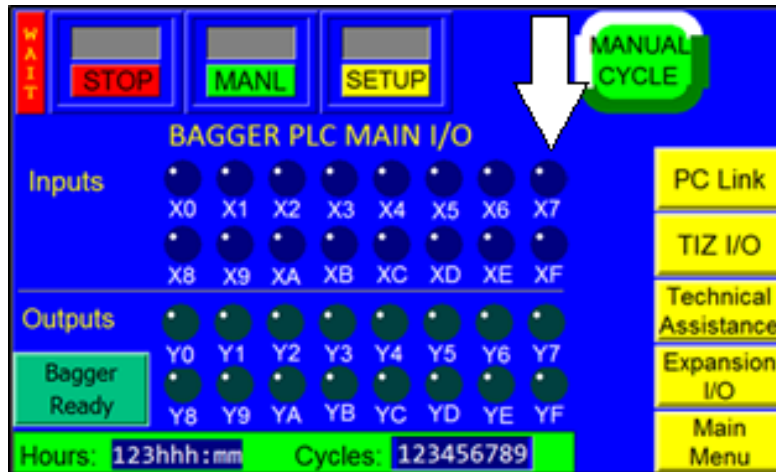 WAIT
STOP
MANL
SETUP
MANUAL
CYCLE
BAGGER PLC MAIN I/O
Inputs
X0 X1 X2 X3 X4 X5 X6 X7
X8 X9 XA XB XC XD XE XF
Outputs
Y0 Y1 Y2 Y3 Y4 Y5 Y6 Y7
Y8 Y9 YA YB YC YD YE YF
Bagger
Ready
Hours: 123hhh:mm Cycles: 123456789
PC Link
TIZ I/O
Technical
Assistance
Expansion
I/O
Main
Menu